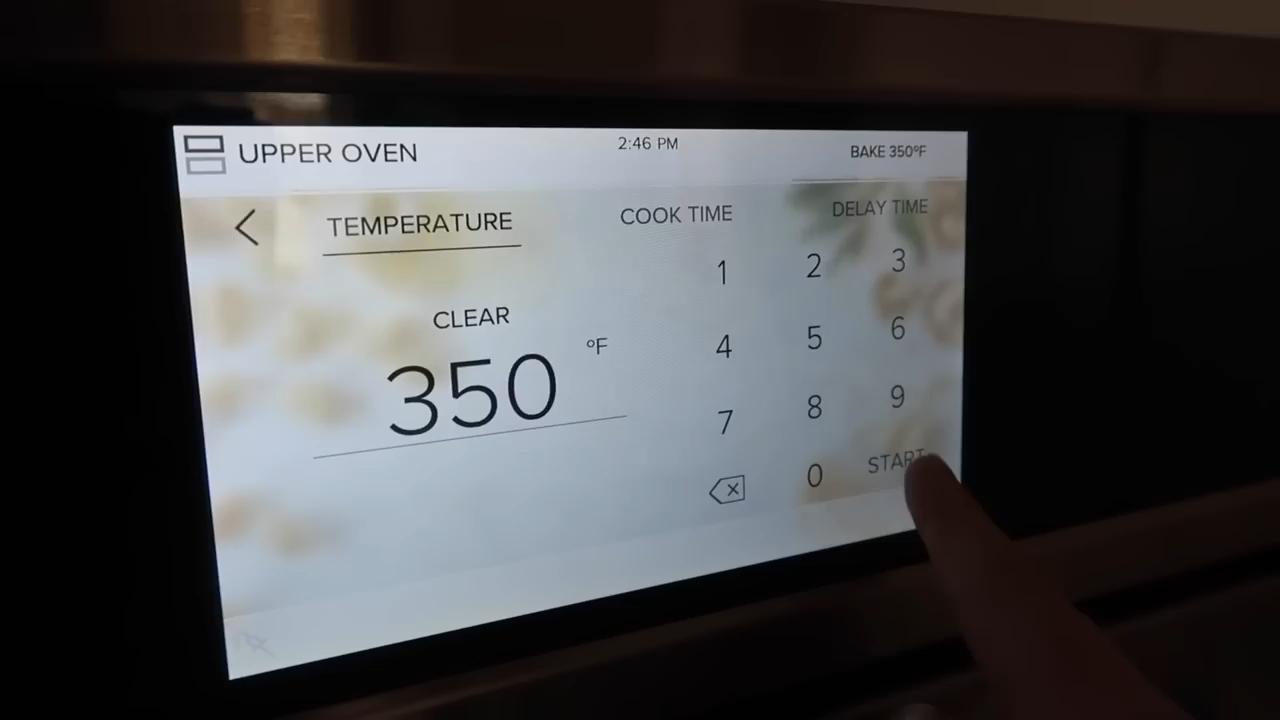 UPPER OVEN
2:46 PM
BAKE 350°F
TEMPERATURE
COOK TIME
DELAY TIME
CLEAR
350 °F
1 2 3
4 5 6
7 8 9
0 START